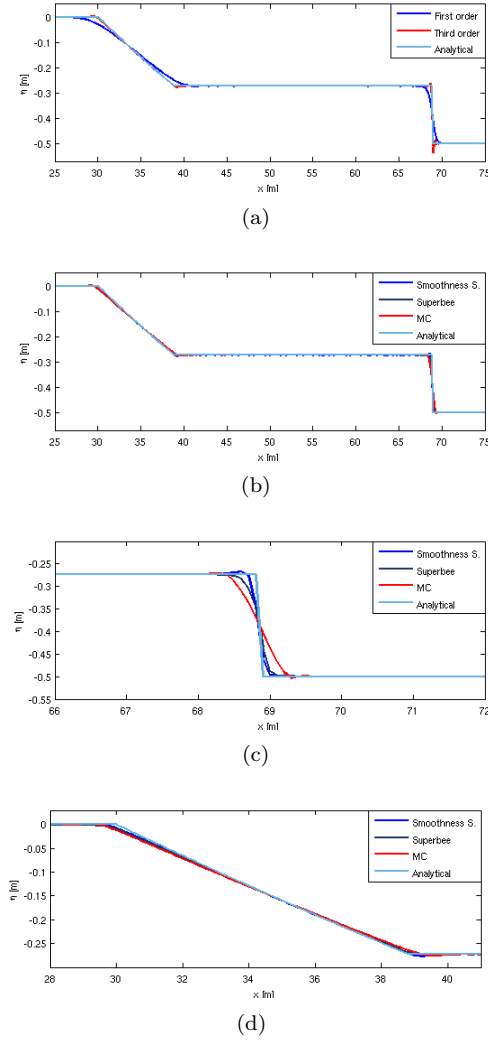 0
-0.1
-0.2
-0.3
-0.4
-0.5
η [m]
25 30 35 40 45 50 55 60 65 70 75
x [m]
First order
Third order
Analytical
(a)
0
-0.1
-0.2
-0.3
-0.4
-0.5
η [m]
25 30 35 40 45 50 55 60 65 70 75
x [m]
Smoothness S.
Superbee
MC
Analytical
(b)
-0.25
-0.3
-0.35
-0.4
-0.45
-0.5
-0.55
η [m]
66 67 68 69 70 71 72
x [m]
Smoothness S.
Superbee
MC
Analytical
(c)
0
-0.05
-0.1
-0.15
-0.2
-0.25
η [m]
28 30 32 34 36 38 40
x [m]
Smoothness S.
Superbee
MC
Analytical
(d)